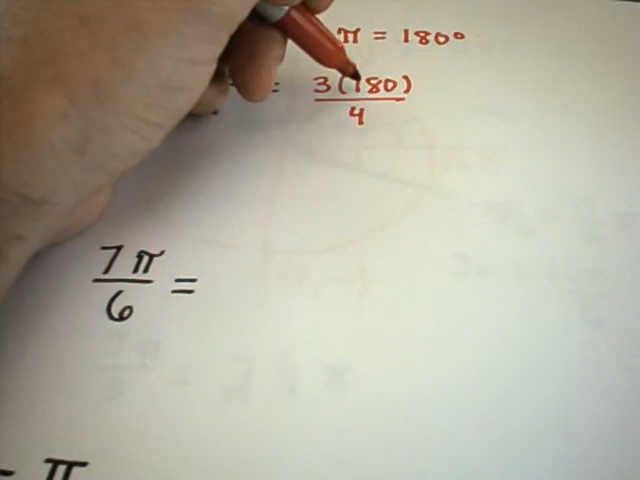 π = 180°
= 3(180)
4
7π
6 =
- π